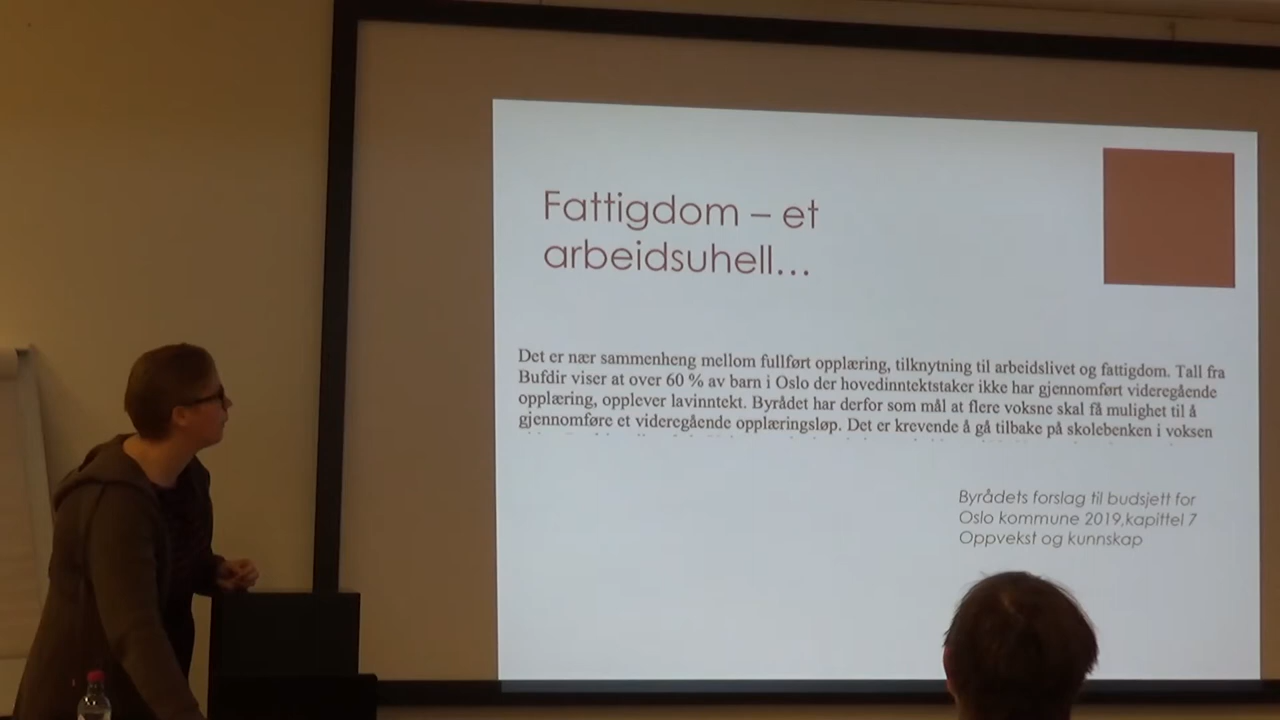 Fattigdom – et
arbeidsuhell…
Det er nær sammenheng mellom fullført opplæring, tilknytning til arbeidslivet og fattigdom. Tall fra
Bufdir viser at over 60 % av barn i Oslo der hovedinntektstaker ikke har gjennomført videregående
opplæring, opplever lavinntekt. Byrådet har derfor som mål at flere voksne skal få mulighet til å
gjennomføre et videregående opplæringsløp. Det er krevende å gå tilbake på skolebenken i voksen
Byrådets forslag til budsjett for
Oslo kommune 2019,kapittel 7
Oppvekst og kunnskap